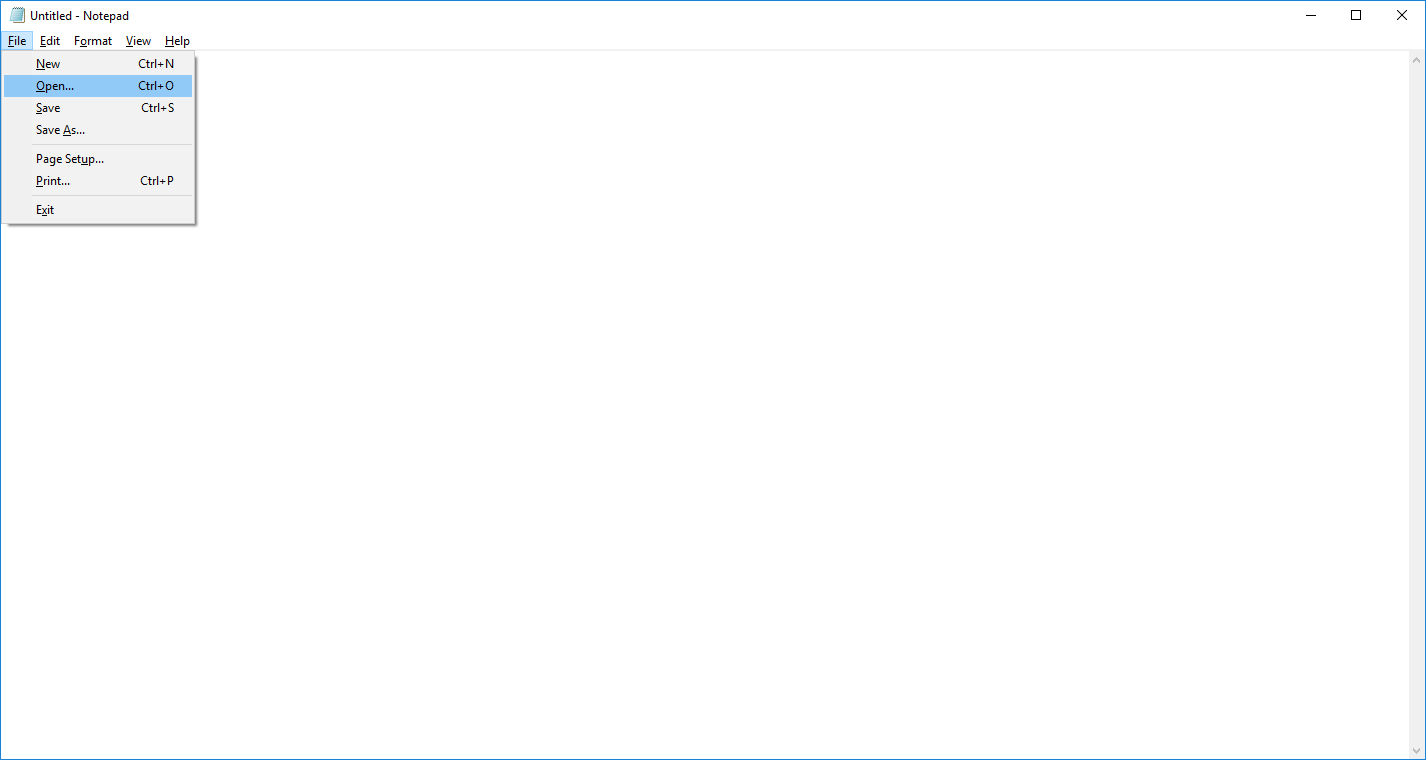 Untitled - Notepad
File Edit Format View Help
New Ctrl+N
Open... Ctrl+O
Save Ctrl+S
Save As...
Page Setup...
Print... Ctrl+P
Exit